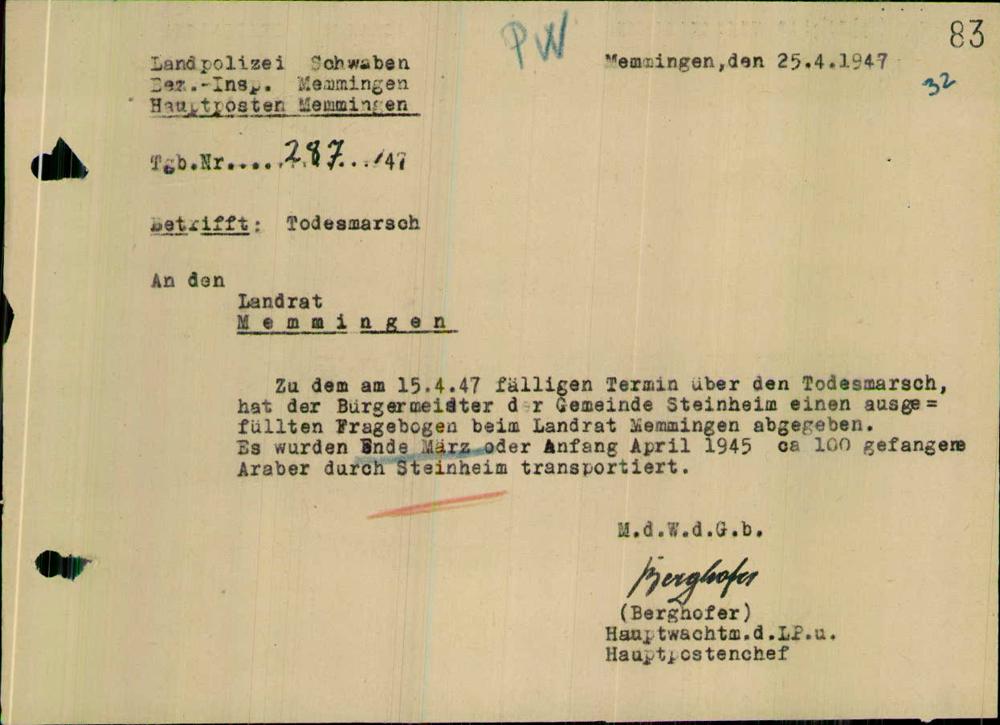 PW
83
Landpolizei Schwaben
Memmingen,den 25.4.1947
32
Bez.-Insp. Memmingen
Hauptposten Memmingen
Tgb.Nr.....287.../47
Betrifft: Todesmarsch
An den
Landrat
Memmingen
Zu dem am 15.4.47 fälligen Termin über den Todesmarsch,
hat der Bürgermeister der Gemeinde Steinheim einen ausge=
füllten Fragebogen beim Landrat Memmingen abgegeben.
Es wurden Ende März oder Anfang April 1945 ca 100 gefangene
Araber durch Steinheim transportiert.
M.d.W.d.G.b.
Berghofer
(Berghofer)
Hauptwachtm.d.LP.u.
Hauptpostenchef